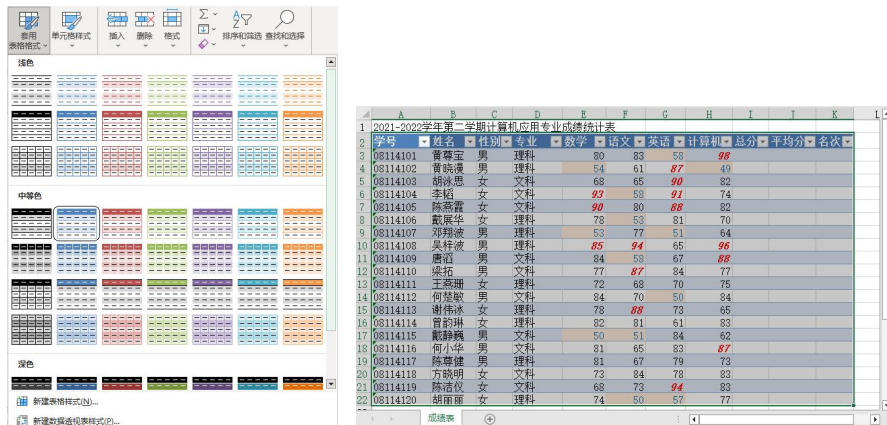 套用
表格格式
单元格样式
插入
删除
格式
排序和筛选
查找和选择
浅色
中等色
深色
新建表格样式(N)...
新建数据透视表样式(P)...
A B C D E F G H I J K L
1 2021-2022学年第二学期计算机应用专业成绩统计表
2 学号 姓名 性别 专业 数学 语文 英语 计算机 总分 平均分 名次
3 08114101 黄尊宝 男 理科 80 83 58 98
4 08114102 黄晓漫 男 理科 54 61 87 49
5 08114103 胡泳思 女 文科 68 65 90 82
6 08114104 李韬 女 文科 93 58 91 74
7 08114105 陈燕霞 女 文科 90 80 88 82
8 08114106 戴展华 女 理科 78 53 81 70
9 08114107 邓翔波 男 理科 53 77 51 64
10 08114108 吴梓波 男 理科 85 94 65 96
11 08114109 唐滔 男 文科 84 58 67 88
12 08114110 梁拓 男 文科 77 87 84 77
13 08114111 王燕珊 女 理科 72 68 70 75
14 08114112 何楚敏 男 理科 84 70 50 84
15 08114113 谢伟冰 男 理科 78 88 73 65
16 08114114 曾韵琳 女 理科 82 81 61 83
17 08114115 戴静 女 文科 50 51 84 62
18 08114116 何小华 男 文科 81 65 83 87
19 08114117 陈尊健 男 理科 81 67 79 73
20 08114118 方晓明 女 文科 73 84 78 83
21 08114119 陈洁仪 女 文科 68 73 94 83
22 08114120 胡丽丽 女 理科 74 50 57 77
成绩表